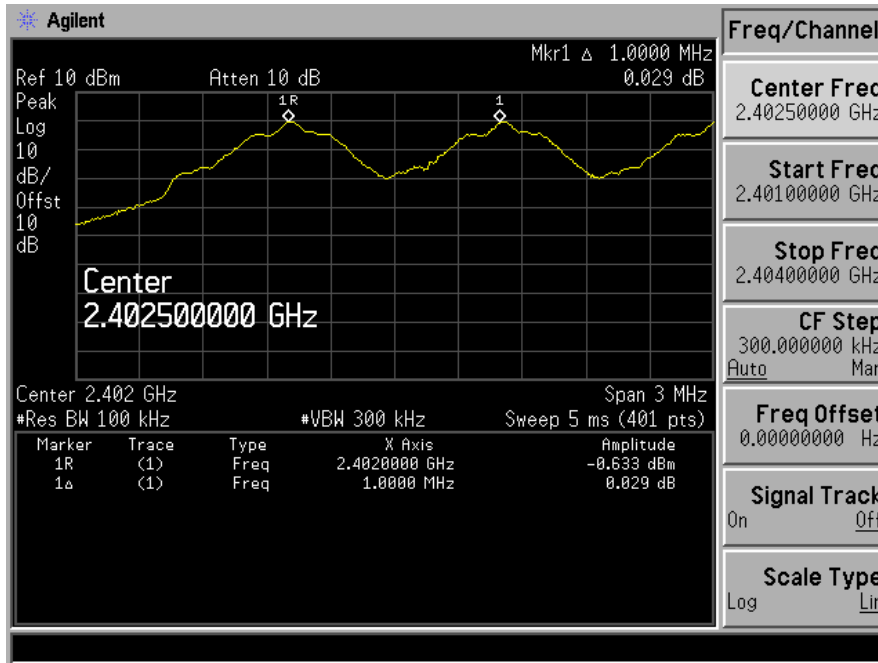 Agilent
Freq/Channel
Mkr1 Δ 1.0000 MHz
Ref 10 dBm Atten 10 dB 0.029 dB
Peak
Log
10
dB/
Offst
10
dB
1R
1
Center
2.402500000 GHz
Center 2.402 GHz Span 3 MHz
#Res BW 100 kHz #VBW 300 kHz Sweep 5 ms (401 pts)
Marker Trace Type X Axis Amplitude
1R (1) Freq 2.4020000 GHz -0.633 dBm
1Δ (1) Freq 1.0000 MHz 0.029 dB
Center Freq
2.40250000 GHz
Start Freq
2.40100000 GHz
Stop Freq
2.40400000 GHz
CF Step
300.000000 kHz
Auto Man
Freq Offset
0.00000000 Hz
Signal Track
On Off
Scale Type
Log Lin